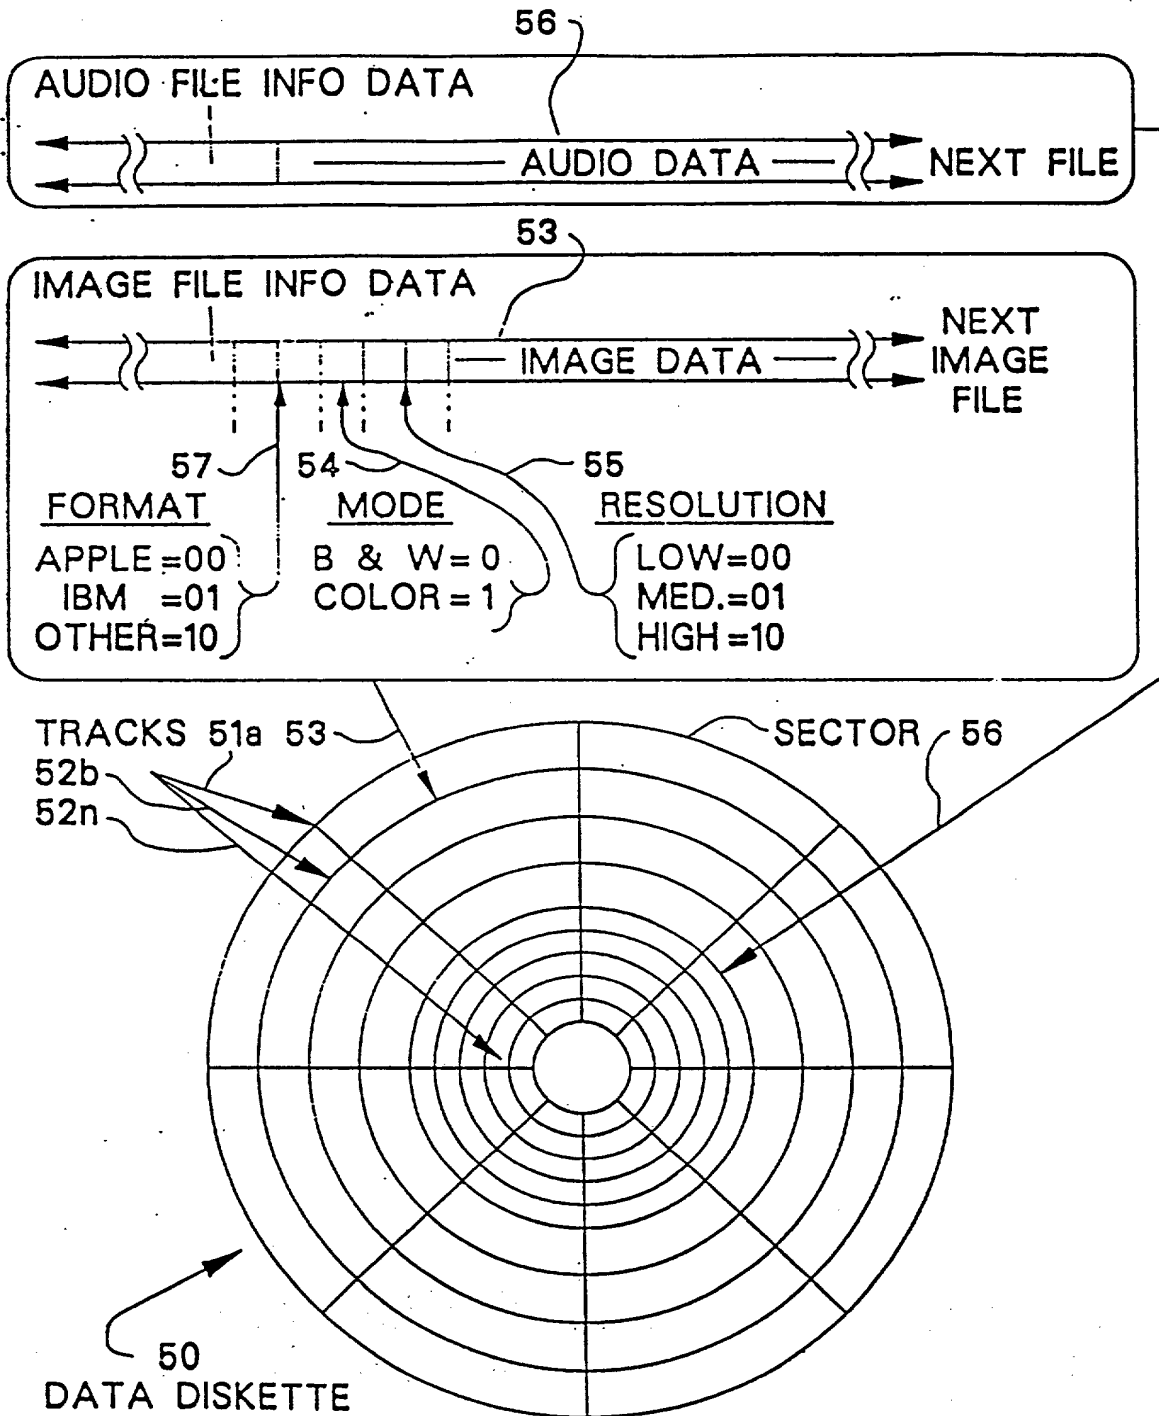 56
AUDIO FILE INFO DATA
AUDIO DATA
NEXT FILE
53
IMAGE FILE INFO DATA
IMAGE DATA
NEXT
IMAGE
FILE
57
54
55
FORMAT
APPLE=00
IBM =01
OTHER=10
MODE
B & W=0
COLOR=1
RESOLUTION
LOW=00
MED.=01
HIGH=10
TRACKS 51a 53
52b
52n
SECTOR 56
50
DATA DISKETTE